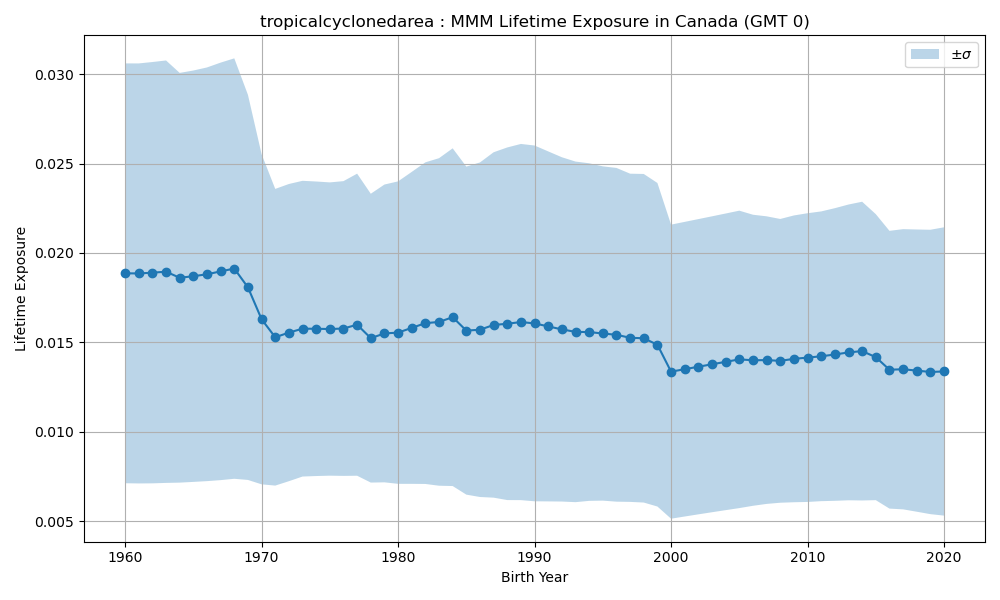 tropicalcyclonedarea : MMM Lifetime Exposure in Canada (GMT 0)
±σ
0.030
0.025
0.020
0.015
0.010
0.005
Lifetime Exposure
1960 1970 1980 1990 2000 2010 2020
Birth Year